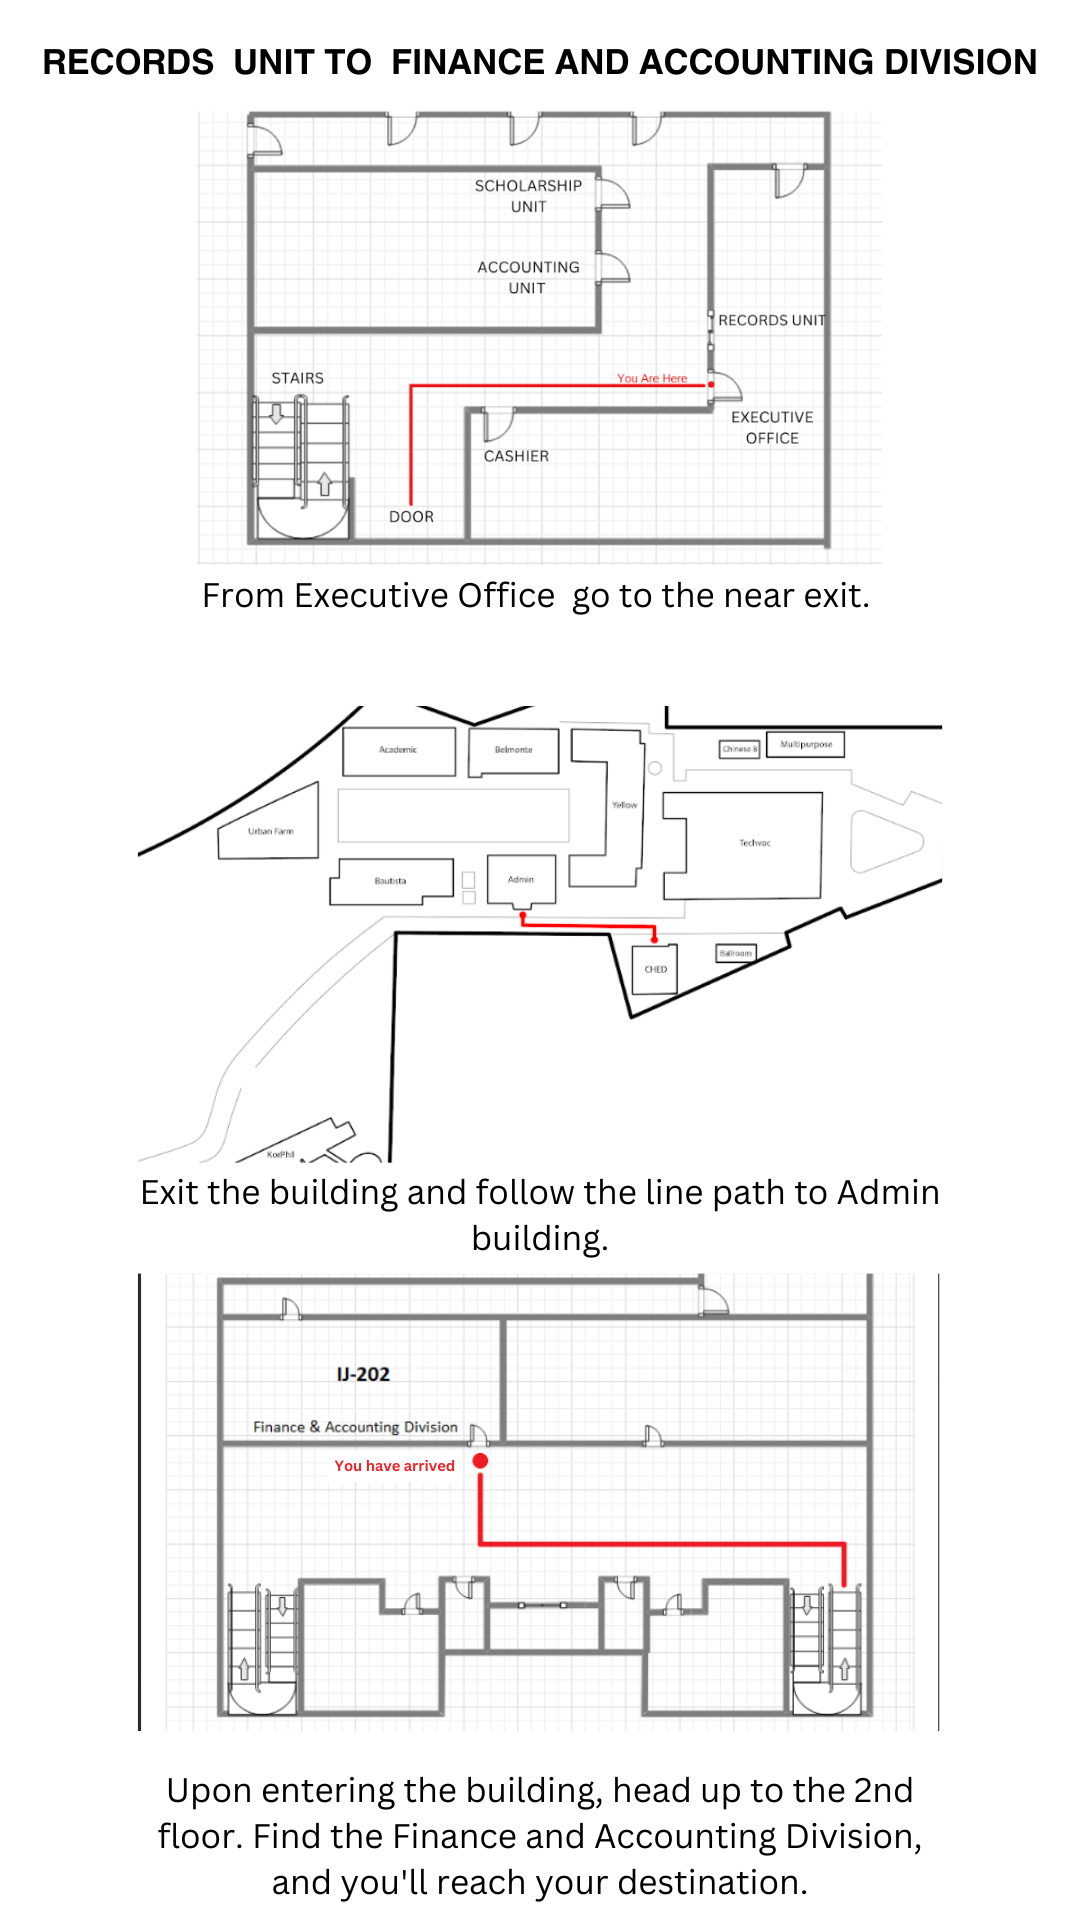 RECORDS UNIT TO FINANCE AND ACCOUNTING DIVISION
SCHOLARSHIP
UNIT
ACCOUNTING
UNIT
RECORDS UNIT
STAIRS
You Are Here
EXECUTIVE
OFFICE
CASHIER
DOOR
From Executive Office go to the near exit.
Academic
Belmonte
Chinese B
Multipurpose
Yellow
Urban Farm
Techvoc
Bautista
Admin
Ballroom
CHED
KorPhil
Exit the building and follow the line path to Admin
building.
IJ-202
Finance & Accounting Division
You have arrived
Upon entering the building, head up to the 2nd
floor. Find the Finance and Accounting Division,
and you'll reach your destination.